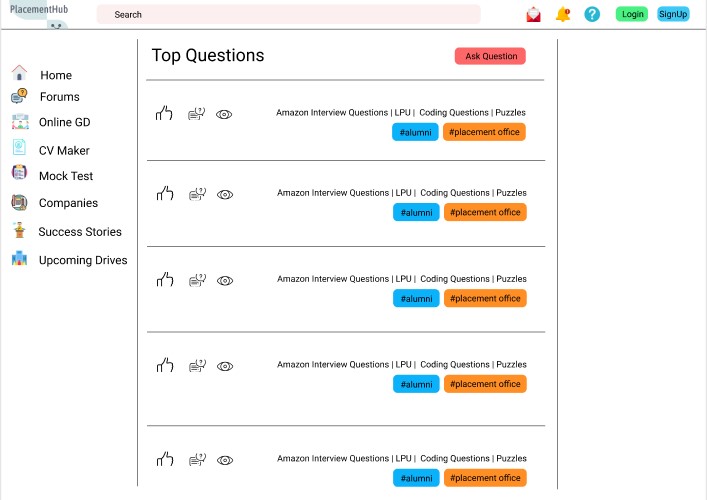 PlacementHub
Search
Login
SignUp
Home
Forums
Online GD
CV Maker
Mock Test
Companies
Success Stories
Upcoming Drives
Top Questions
Ask Question
Amazon Interview Questions | LPU | Coding Questions | Puzzles
#alumni
#placement office
Amazon Interview Questions | LPU | Coding Questions | Puzzles
#alumni
#placement office
Amazon Interview Questions | LPU | Coding Questions | Puzzles
#alumni
#placement office
Amazon Interview Questions | LPU | Coding Questions | Puzzles
#alumni
#placement office
Amazon Interview Questions | LPU | Coding Questions | Puzzles
#alumni
#placement office